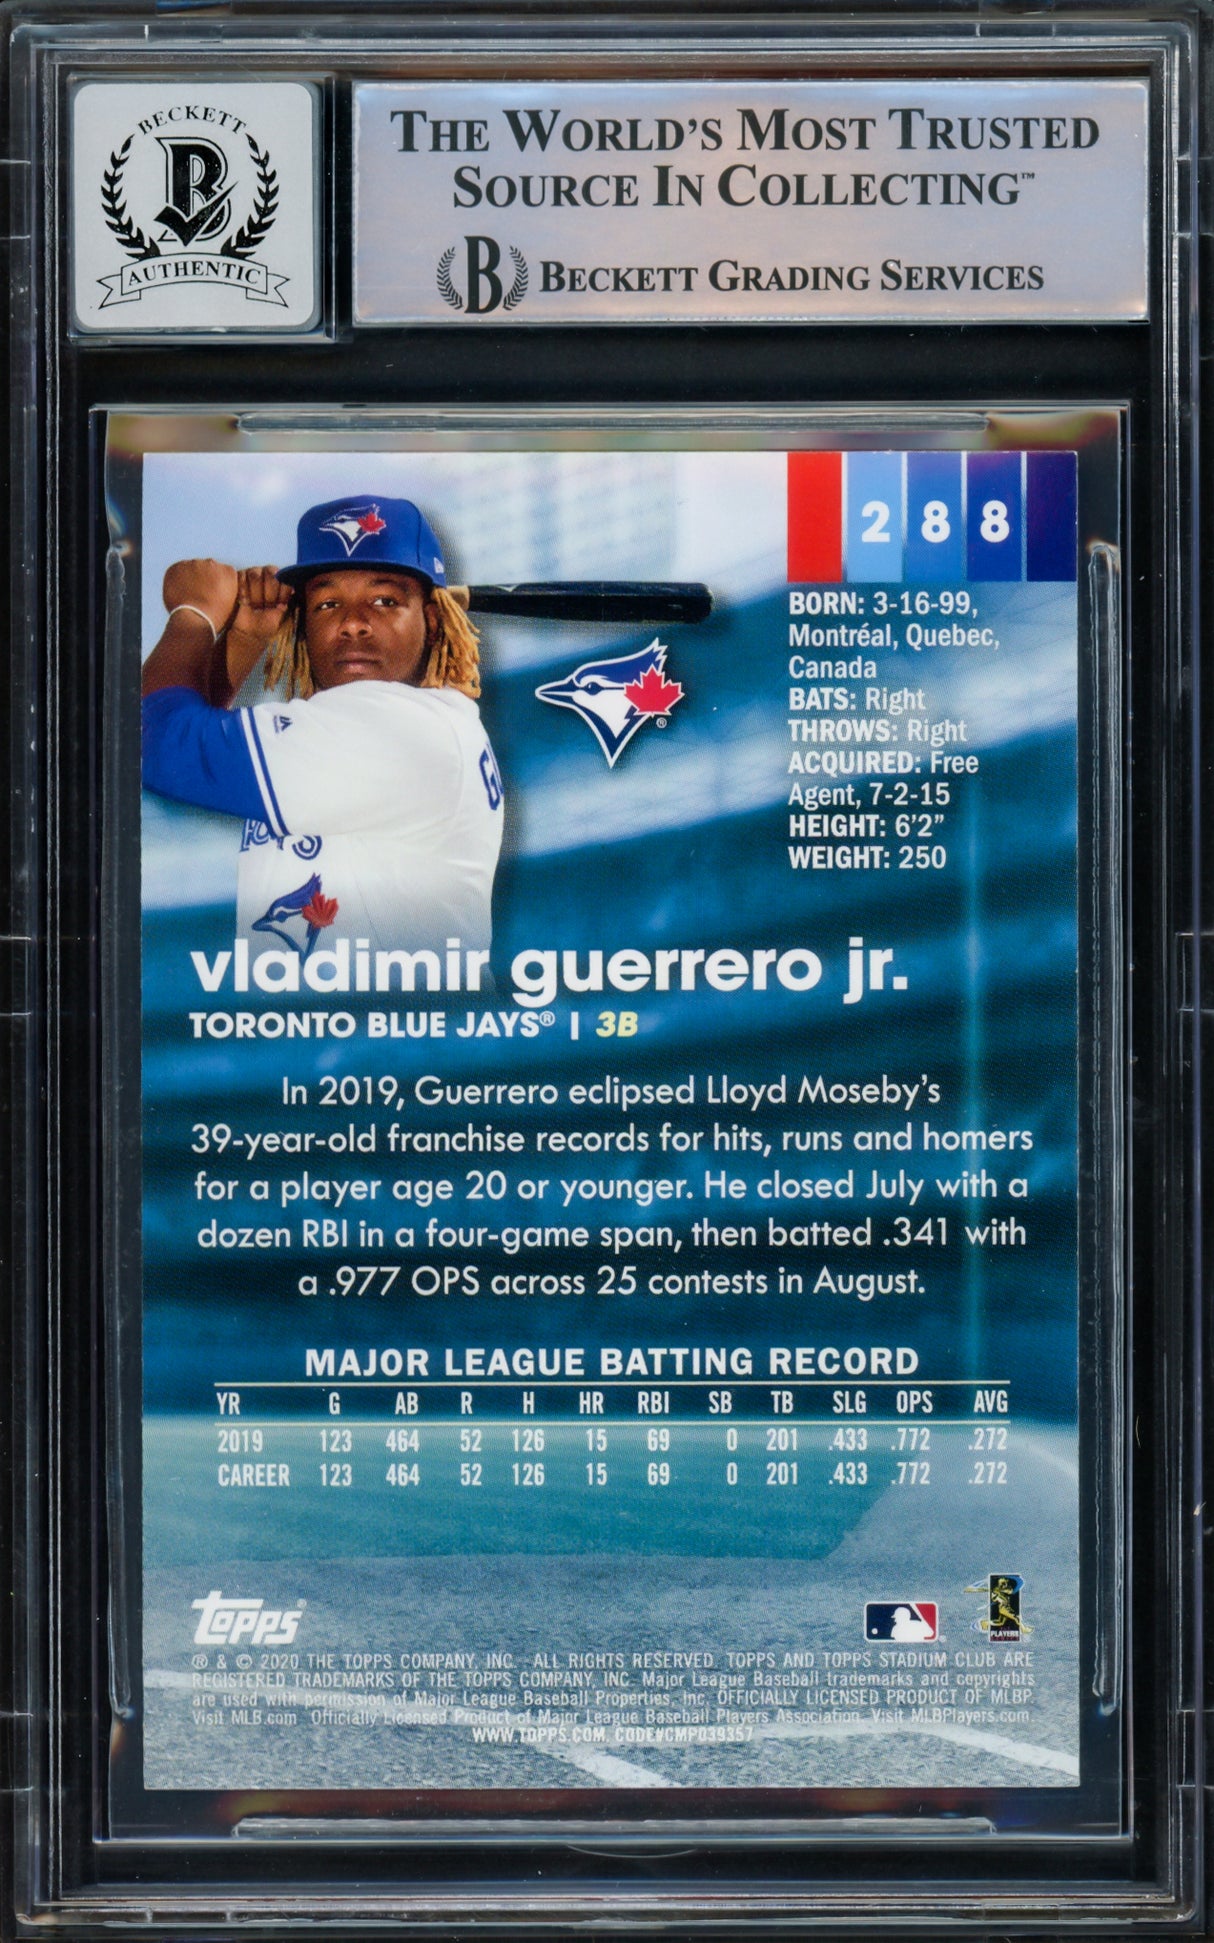 BECKETT
B
AUTHENTIC
THE WORLD'S MOST TRUSTED
SOURCE IN COLLECTING™
B BECKETT GRADING SERVICES
288
BORN: 3-16-99,
Montréal, Quebec,
Canada
BATS: Right
THROWS: Right
ACQUIRED: Free
Agent, 7-2-15
HEIGHT: 6'2"
WEIGHT: 250
vladimir guerrero jr.
TORONTO BLUE JAYS® | 3B
In 2019, Guerrero eclipsed Lloyd Moseby's
39-year-old franchise records for hits, runs and homers
for a player age 20 or younger. He closed July with a
dozen RBI in a four-game span, then batted .341 with
a .977 OPS across 25 contests in August.
MAJOR LEAGUE BATTING RECORD
YR G AB R H HR RBI SB TB SLG OPS AVG
2019 123 464 52 126 15 69 0 201 .433 .772 .272
CAREER 123 464 52 126 15 69 0 201 .433 .772 .272
topps®
PLAYERS
® & © 2020 THE TOPPS COMPANY, INC. ALL RIGHTS RESERVED. TOPPS AND TOPPS STADIUM CLUB ARE
REGISTERED TRADEMARKS OF THE TOPPS COMPANY, INC. Major League Baseball trademarks and copyrights
are used with permission of Major League Baseball Properties, Inc. OFFICIALLY LICENSED PRODUCT OF MLBP.
Visit MLB.com Officially Licensed Product of Major League Baseball Players Association. Visit MLBPlayers.com.
WWW.TOPPS.COM. CODE#CMP039357